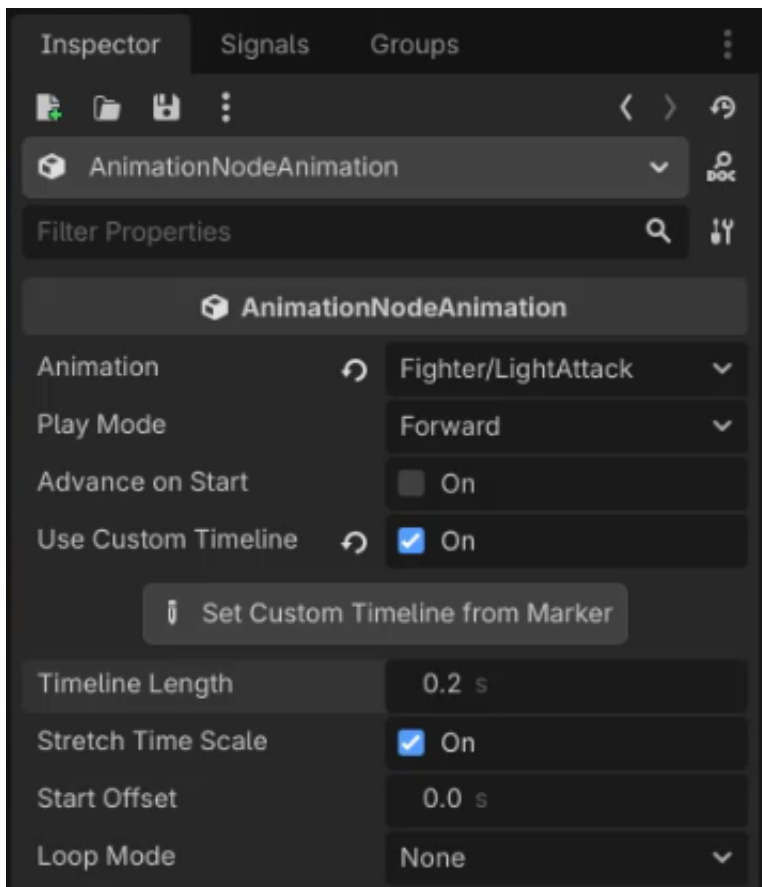 Inspector Signals Groups
AnimationNodeAnimation
DOC
Filter Properties
AnimationNodeAnimation
Animation Fighter/LightAttack
Play Mode Forward
Advance on Start On
Use Custom Timeline On
Set Custom Timeline from Marker
Timeline Length 0.2 s
Stretch Time Scale On
Start Offset 0.0 s
Loop Mode None